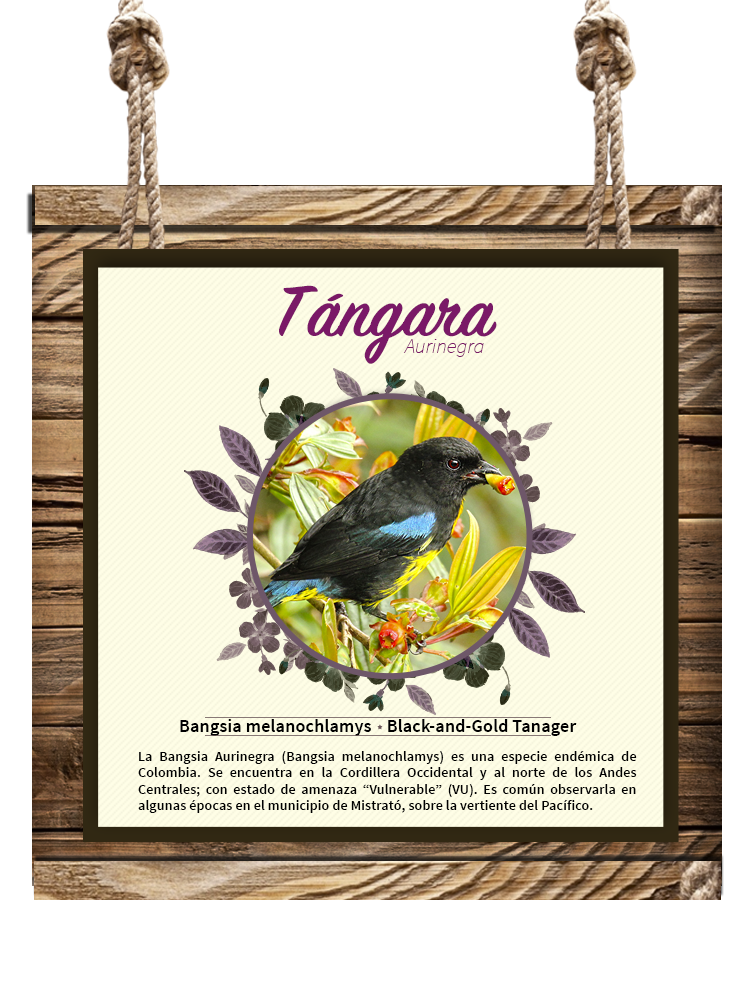 Tángara
Aurinegra
Bangsia melanochlamys • Black-and-Gold Tanager
La Bangsia Aurinegra (Bangsia melanochlamys) es una especie endémica de
Colombia. Se encuentra en la Cordillera Occidental y al norte de los Andes
Centrales; con estado de amenaza “Vulnerable” (VU). Es común observarla en
algunas épocas en el municipio de Mistrató, sobre la vertiente del Pacífico.